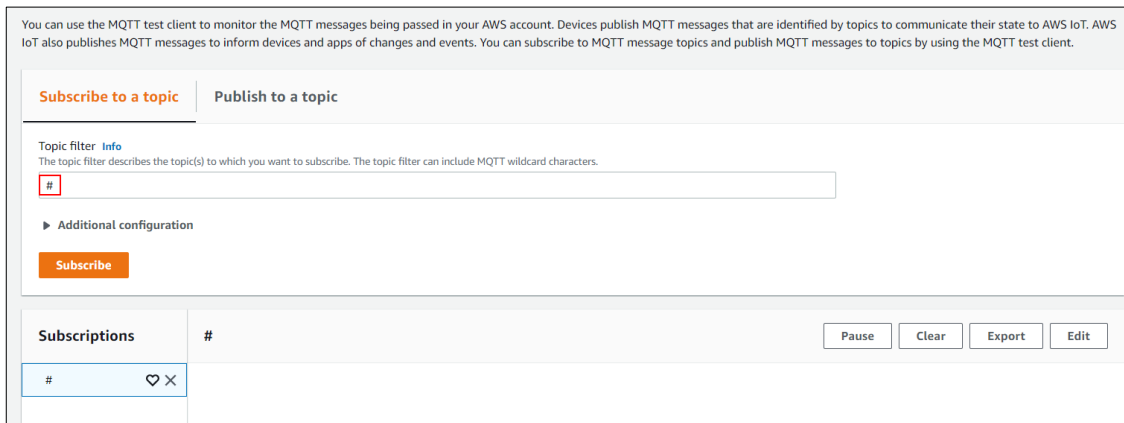 You can use the MQTT test client to monitor the MQTT messages being passed in your AWS account. Devices publish MQTT messages that are identified by topics to communicate their state to AWS IoT. AWS
IoT also publishes MQTT messages to inform devices and apps of changes and events. You can subscribe to MQTT message topics and publish MQTT messages to topics by using the MQTT test client.
Subscribe to a topic Publish to a topic
Topic filter Info
The topic filter describes the topic(s) to which you want to subscribe. The topic filter can include MQTT wildcard characters.
#
Additional configuration
Subscribe
Subscriptions # Pause Clear Export Edit
#